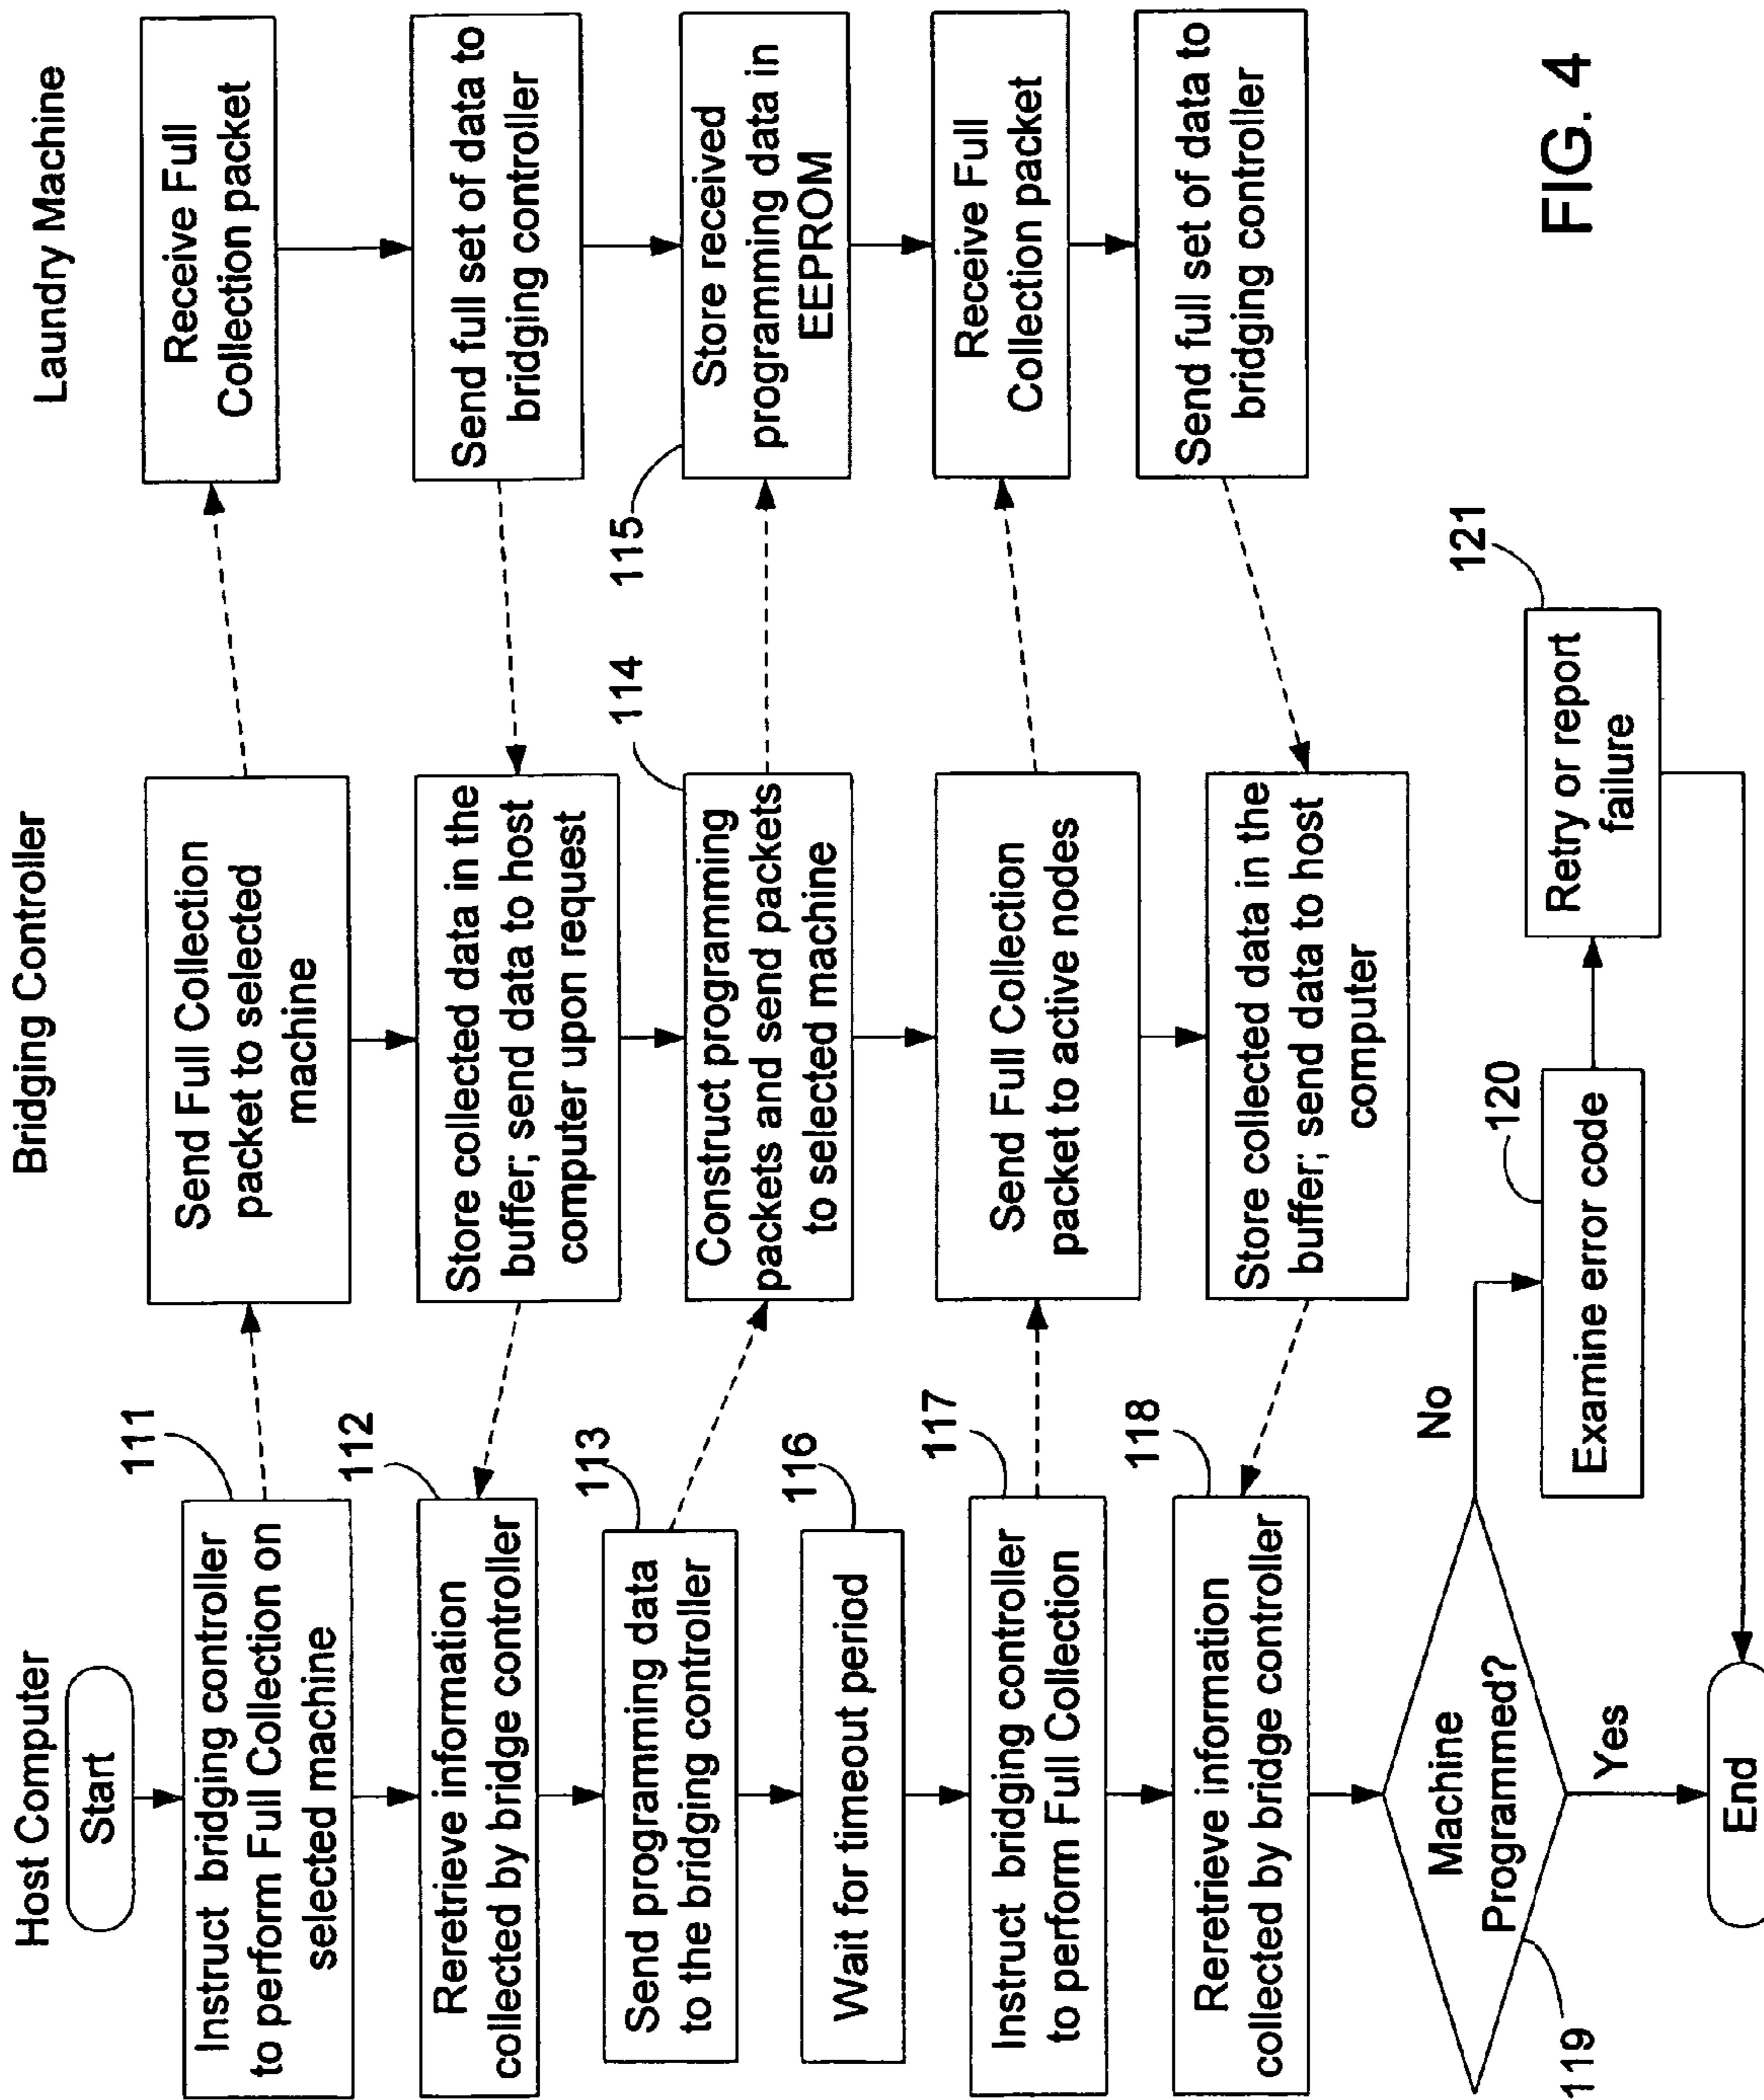 Host Computer
Bridging Controller
Laundry Machine
Start
111
Instruct bridging controller
to perform Full Collection on
selected machine
Send Full Collection
packet to selected
machine
Receive Full
Collection packet
112
Reretrieve information
collected by bridge controller
Store collected data in the
buffer; send data to host
computer upon request
Send full set of data to
bridging controller
113
Send programming data
to the bridging controller
114
Construct programming
packets and send packets
to selected machine
115
Store received
programming data in
EEPROM
116
Wait for timeout period
117
Instruct bridging controller
to perform Full Collection
Send Full Collection
packet to active nodes
Receive Full
Collection packet
118
Reretrieve information
collected by bridge controller
Store collected data in the
buffer; send data to host
computer
Send full set of data to
bridging controller
Machine
Programmed?
119
No
Yes
120
Examine error code
121
Retry or report
failure
End
FIG. 4